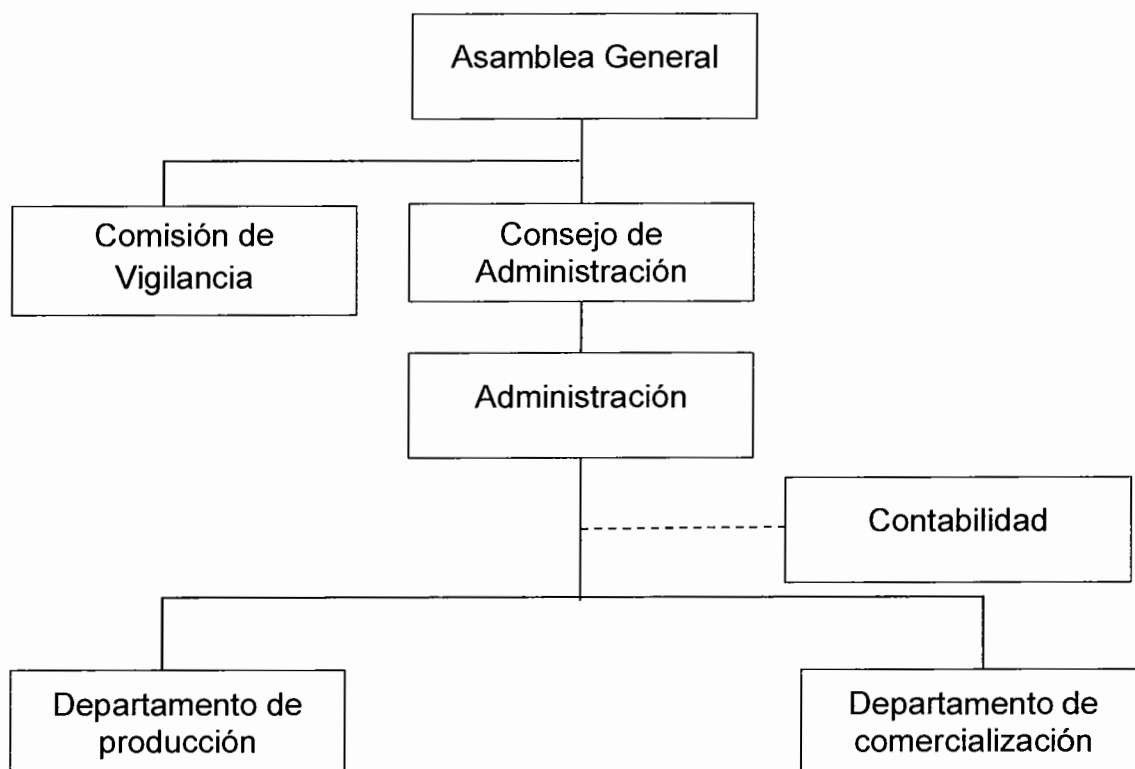 Asamblea General
Comisión de
Vigilancia
Consejo de
Administración
Administración
Contabilidad
Departamento de
producción
Departamento de
comercialización